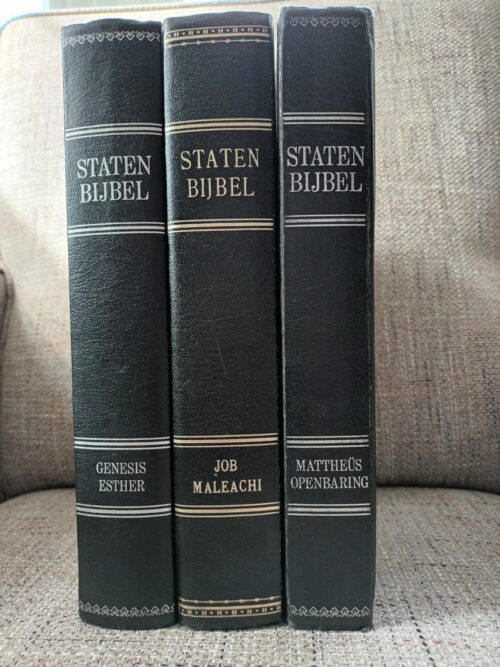 STATEN
BIJBEL
GENESIS
ESTHER
STATEN
BIJBEL
JOB
MALEACHI
STATEN
BIJBEL
MATTHEÜS
OPENBARING